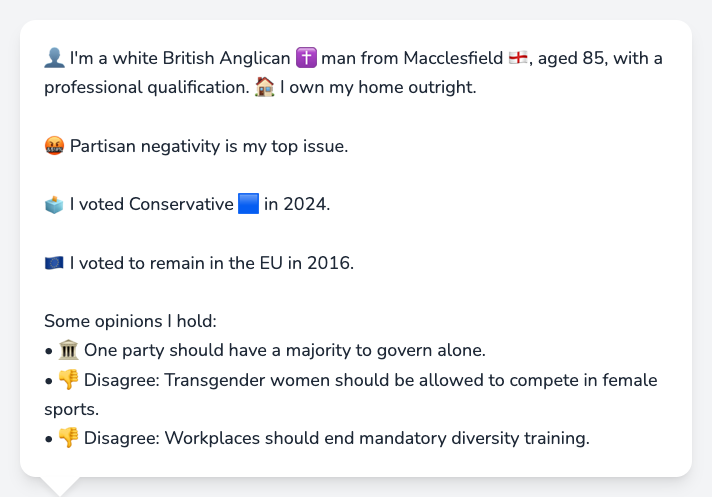 👤 I'm a white British Anglican ✝️ man from Macclesfield 🏴󠁧󠁢󠁥󠁮󠁧󠁿, aged 85, with a
professional qualification. 🏠 I own my home outright.
🤬 Partisan negativity is my top issue.
🗳️ I voted Conservative 🟦 in 2024.
🇪🇺 I voted to remain in the EU in 2016.
Some opinions I hold:
• 🏛️ One party should have a majority to govern alone.
• 👎 Disagree: Transgender women should be allowed to compete in female
sports.
• 👎 Disagree: Workplaces should end mandatory diversity training.